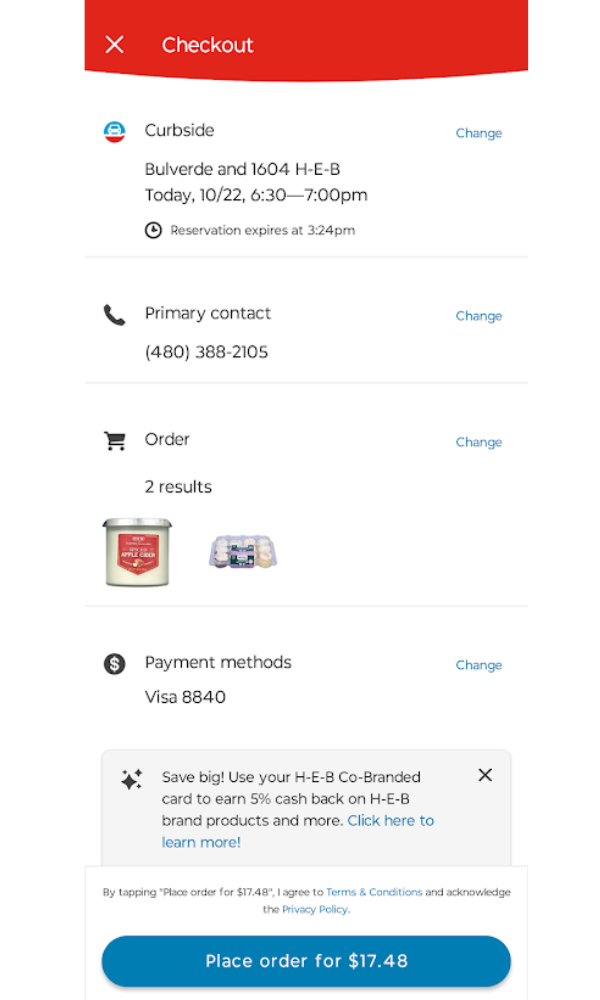 Checkout
Curbside
Change
Bulverde and 1604 H-E-B
Today, 10/22, 6:30—7:00pm
Reservation expires at 3:24pm
Primary contact
Change
(480) 388-2105
Order
Change
2 results
H-E-B
APPLE CIDER
Payment methods
Change
Visa 8840
Save big! Use your H-E-B Co-Branded
card to earn 5% cash back on H-E-B
brand products and more. Click here to
learn more!
By tapping "Place order for $17.48", I agree to Terms & Conditions and acknowledge
the Privacy Policy.
Place order for $17.48